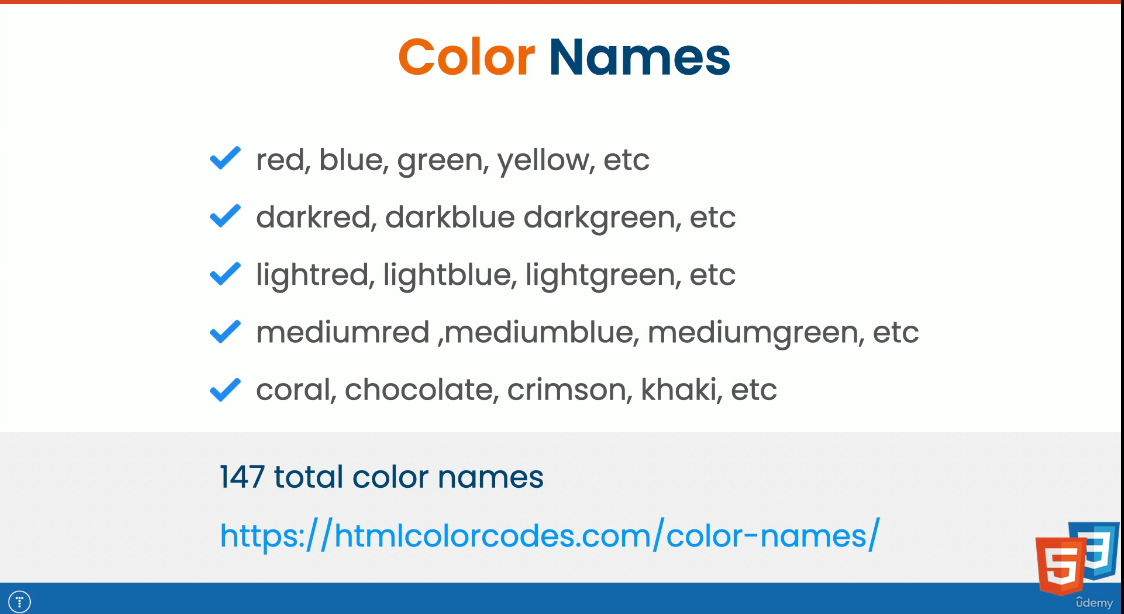 Color Names
red, blue, green, yellow, etc
darkred, darkblue darkgreen, etc
lightred, lightblue, lightgreen, etc
mediumred ,mediumblue, mediumgreen, etc
coral, chocolate, crimson, khaki, etc
147 total color names
https://htmlcolorcodes.com/color-names/
5 3
T
ûdemy